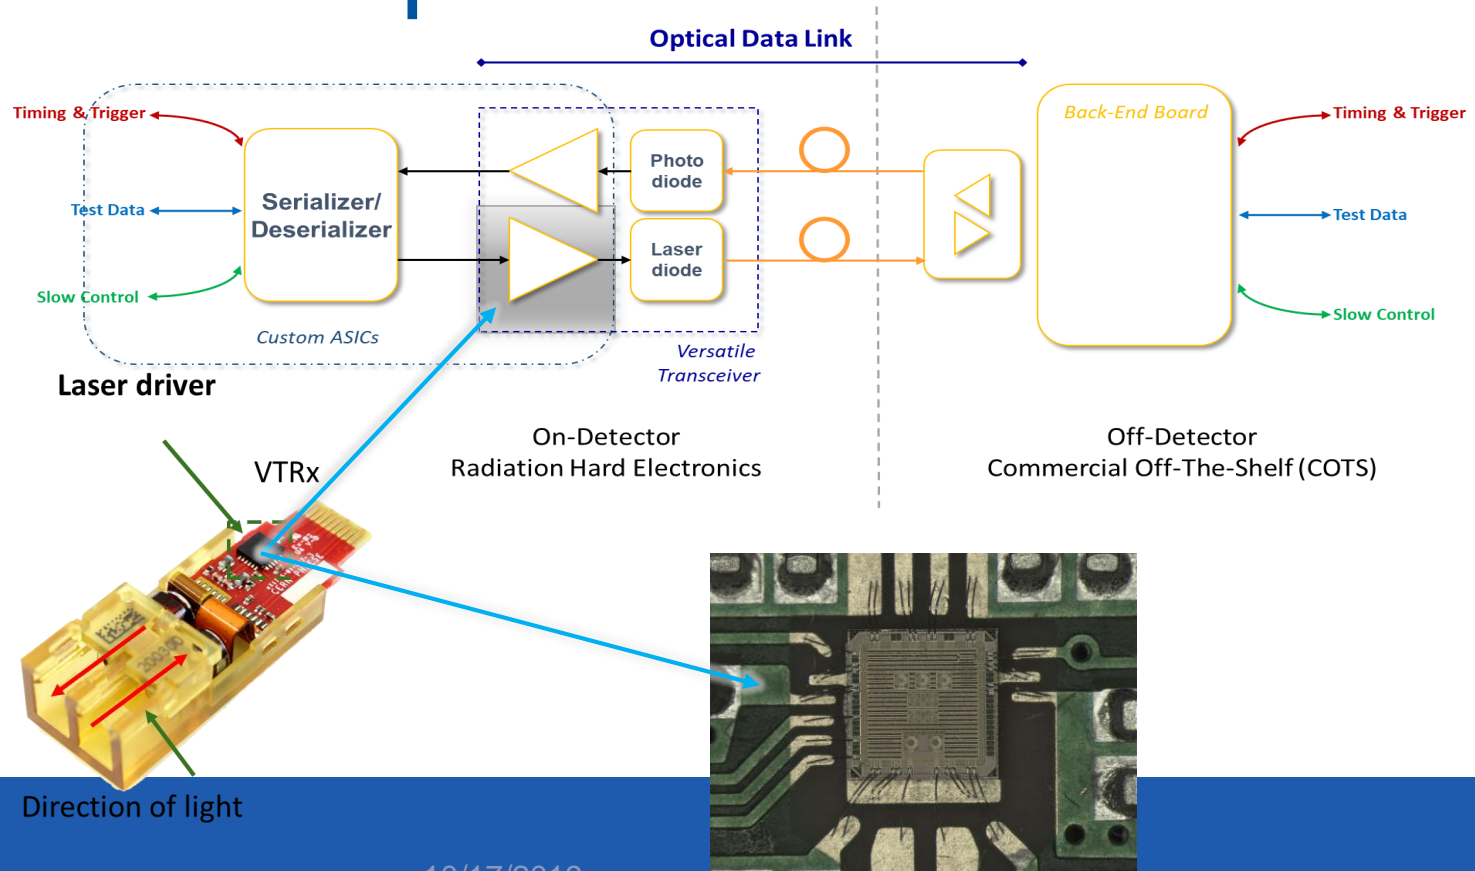 Optical Data Link
Timing & Trigger
Test Data
Slow Control
Serializer/
Deserializer
Custom ASICs
Photo
diode
Laser
diode
Versatile
Transceiver
Back-End Board
Timing & Trigger
Test Data
Slow Control
Laser driver
On-Detector
Radiation Hard Electronics
Off-Detector
Commercial Off-The-Shelf (COTS)
VTRx
CERN
200300
Direction of light